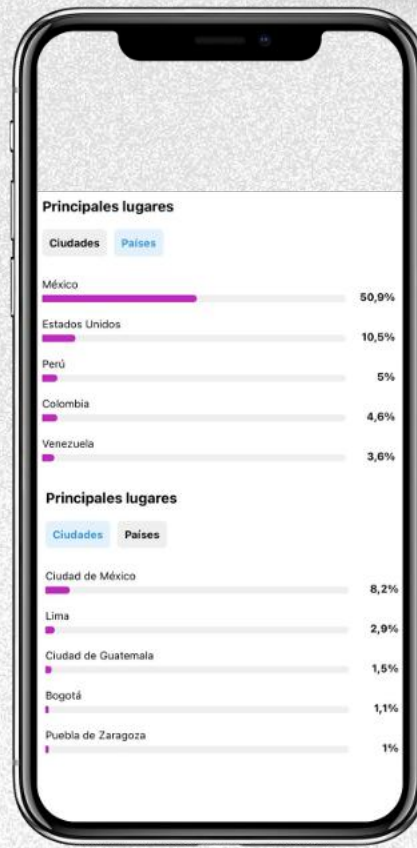 Principales lugares
Ciudades Países
México
50,9%
Estados Unidos
10,5%
Perú
5%
Colombia
4,6%
Venezuela
3,6%
Principales lugares
Ciudades Países
Ciudad de México
8,2%
Lima
2,9%
Ciudad de Guatemala
1,5%
Bogotá
1,1%
Puebla de Zaragoza
1%